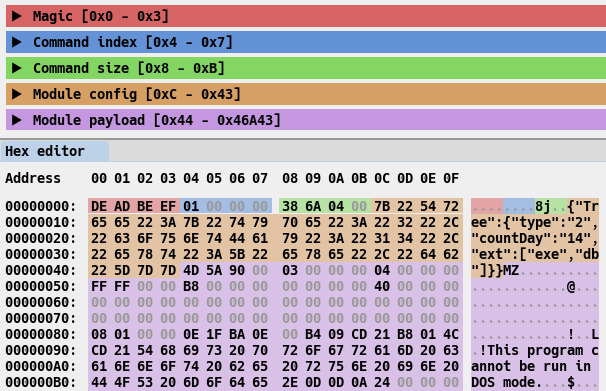 ▶ Magic [0x0 - 0x3]
▶ Command index [0x4 - 0x7]
▶ Command size [0x8 - 0xB]
▶ Module config [0xC - 0x43]
▶ Module payload [0x44 - 0x46A43]
Hex editor
Address 00 01 02 03 04 05 06 07 08 09 0A 0B 0C 0D 0E 0F
00000000: DE AD BE EF 01 00 00 00 38 6A 04 00 7B 22 54 72 ........8j..{"Tr
00000010: 65 65 22 3A 7B 22 74 79 70 65 22 3A 22 32 22 2C ee":{"type":"2",
00000020: 22 63 6F 75 6E 74 44 61 79 22 3A 22 31 34 22 2C "countDay":"14",
00000030: 22 65 78 74 22 3A 5B 22 65 78 65 22 2C 22 64 62 "ext":["exe","db
00000040: 22 5D 7D 7D 4D 5A 90 00 03 00 00 00 04 00 00 00 "]}}MZ..........
00000050: FF FF 00 00 B8 00 00 00 00 00 00 00 40 00 00 00 ............@...
00000060: 00 00 00 00 00 00 00 00 00 00 00 00 00 00 00 00 ................
00000070: 00 00 00 00 00 00 00 00 00 00 00 00 00 00 00 00 ................
00000080: 08 01 00 00 0E 1F BA 0E 00 B4 09 CD 21 B8 01 4C ............!..L
00000090: CD 21 54 68 69 73 20 70 72 6F 67 72 61 6D 20 63 .!This program c
000000A0: 61 6E 6E 6F 74 20 62 65 20 72 75 6E 20 69 6E 20 annot be run in
000000B0: 44 4F 53 20 6D 6F 64 65 2E 0D 0D 0A 24 00 00 00 DOS mode....$...